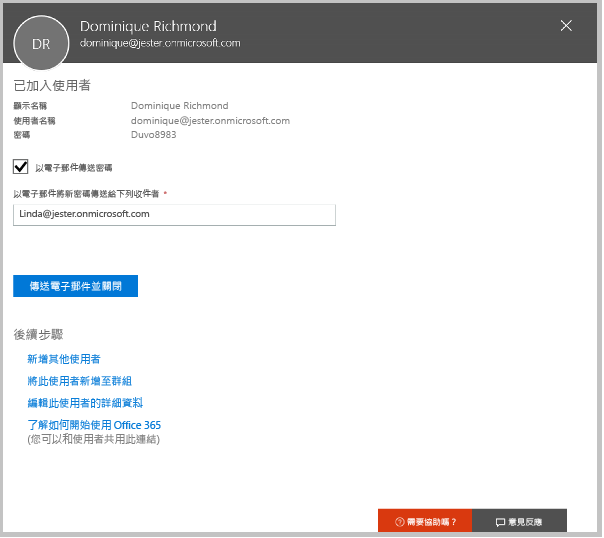 DR
Dominique Richmond
dominique@jester.onmicrosoft.com
已加入使用者
顯示名稱 Dominique Richmond
使用者名稱 dominique@jester.onmicrosoft.com
密碼 Duvo8983
以電子郵件傳送密碼
以電子郵件將新密碼傳送給下列收件者 *
Linda@jester.onmicrosoft.com
傳送電子郵件並關閉
後續步驟
新增其他使用者
將此使用者新增至群組
編輯此使用者的詳細資料
了解如何開始使用 Office 365
(您可以和使用者共用此連結)
需要協助嗎？ 意見反應